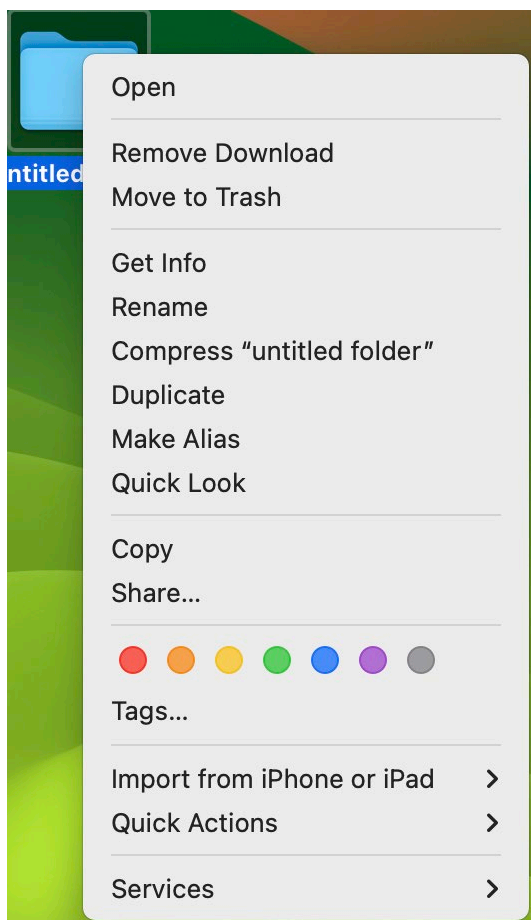 ntitled
Open
Remove Download
Move to Trash
Get Info
Rename
Compress “untitled folder”
Duplicate
Make Alias
Quick Look
Copy
Share...
Tags...
Import from iPhone or iPad
Quick Actions
Services